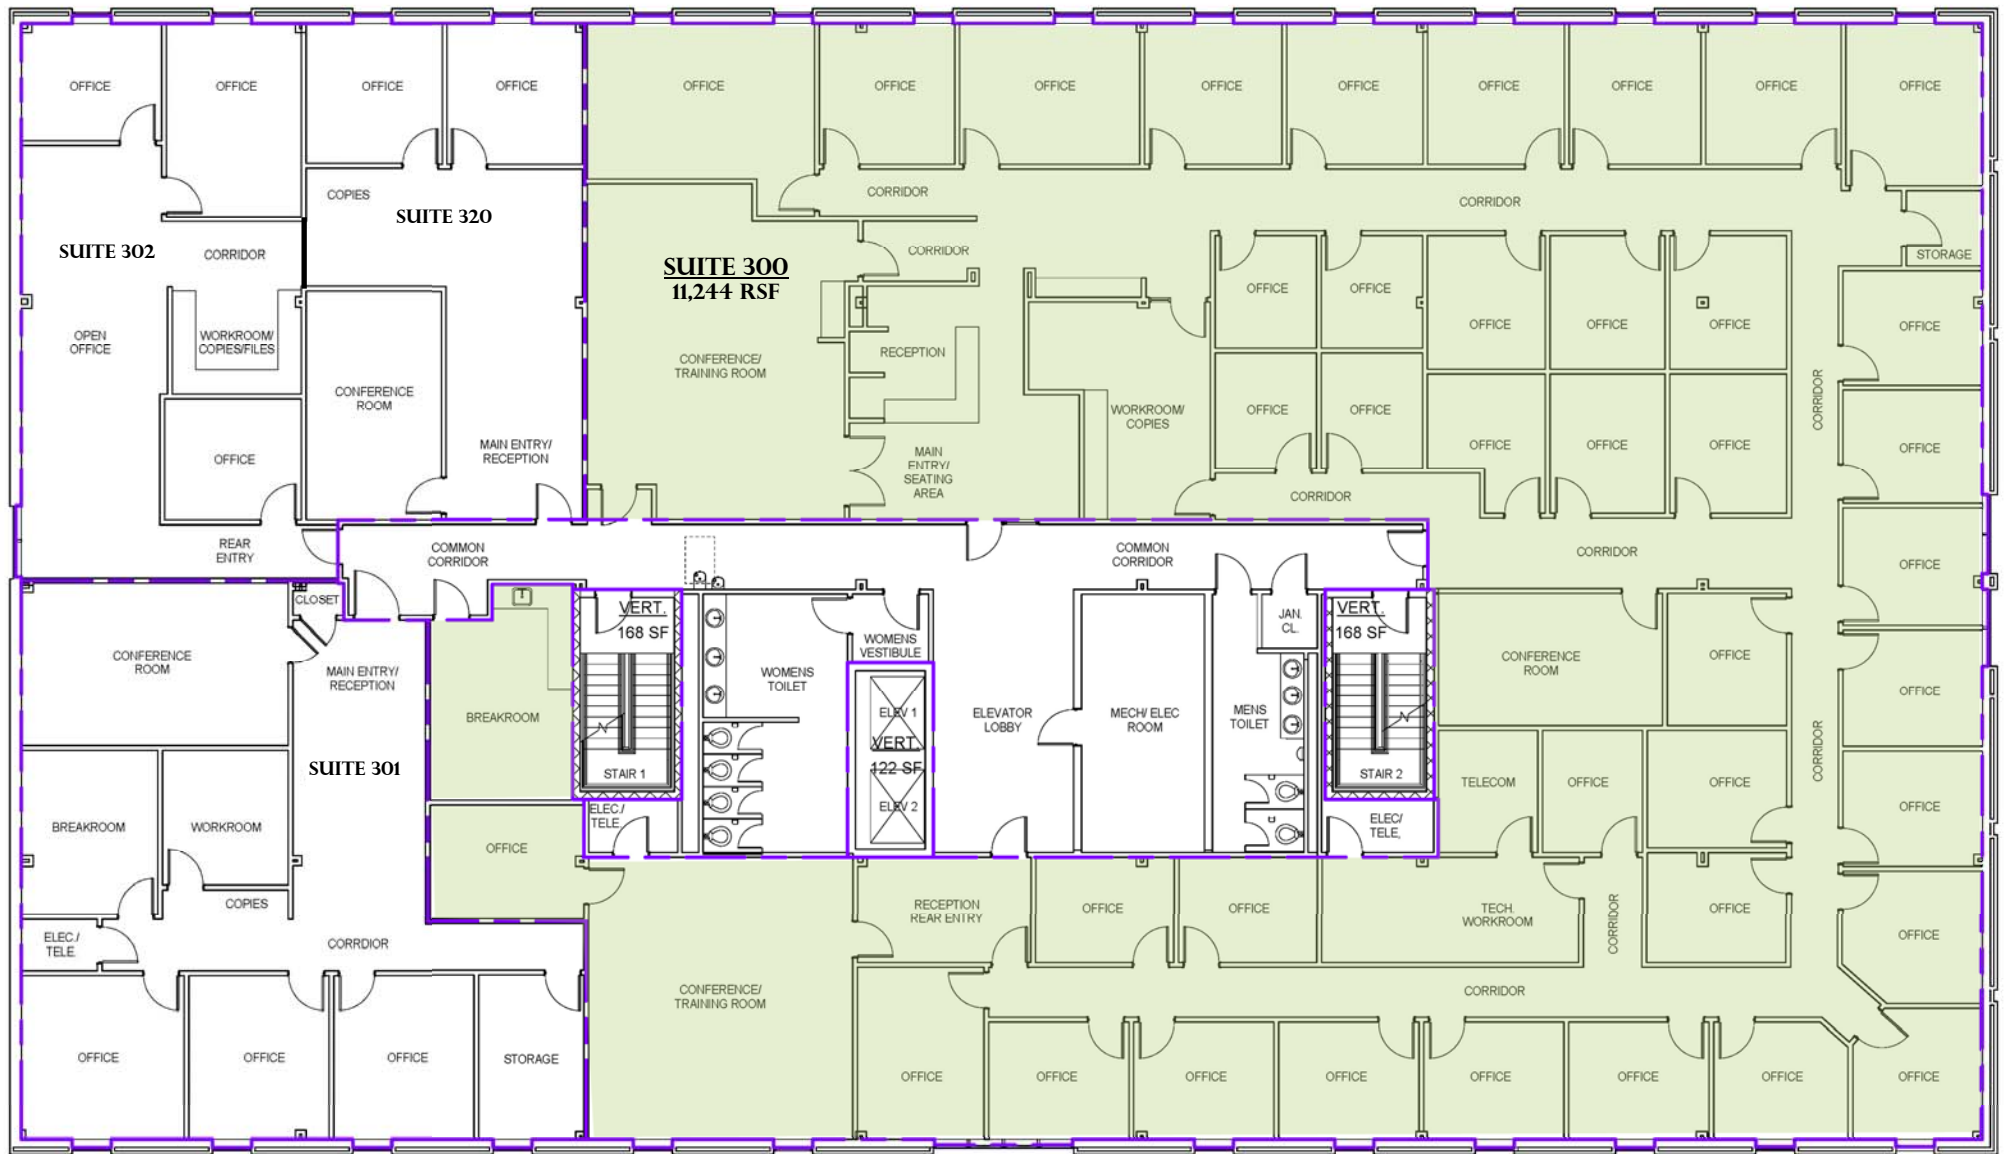 OFFICE
OFFICE
OFFICE
OFFICE
OFFICE
OFFICE
OFFICE
OFFICE
OFFICE
OFFICE
OFFICE
OFFICE
OFFICE
COPIES
SUITE 320
CORRIDOR
CORRIDOR
SUITE 302
CORRIDOR
SUITE 300
11,244 RSF
CORRIDOR
STORAGE
OFFICE
OFFICE
OFFICE
OFFICE
OFFICE
OFFICE
OPEN
OFFICE
WORKROOM/
COPIES/FILES
CONFERENCE/
TRAINING ROOM
RECEPTION
CONFERENCE
ROOM
WORKROOM/
COPIES
OFFICE
OFFICE
CORRIDOR
OFFICE
OFFICE
OFFICE
OFFICE
OFFICE
MAIN ENTRY/
RECEPTION
MAIN
ENTRY/
SEATING
AREA
CORRIDOR
REAR
ENTRY
COMMON
CORRIDOR
COMMON
CORRIDOR
CORRIDOR
OFFICE
CLOSET
T
VERT.
168 SF
JAN.
CL.
VERT.
168 SF
WOMENS
VESTIBULE
CONFERENCE
ROOM
MAIN ENTRY/
RECEPTION
WOMENS
TOILET
CONFERENCE
ROOM
OFFICE
OFFICE
BREAKROOM
ELEV 1
VERT.
122 SF
ELEV 2
ELEVATOR
LOBBY
MECH/ ELEC
ROOM
MENS
TOILET
CORRIDOR
SUITE 301
N
STAIR 1
N
STAIR 2
TELECOM
OFFICE
OFFICE
OFFICE
BREAKROOM
WORKROOM
ELEC./
TELE.
ELEC/
TELE,
OFFICE
COPIES
RECEPTION
REAR ENTRY
OFFICE
OFFICE
TECH.
WORKROOM
CORRIDOR
OFFICE
OFFICE
ELEC./
TELE.
CORRDIOR
CONFERENCE/
TRAINING ROOM
CORRIDOR
OFFICE
OFFICE
OFFICE
STORAGE
OFFICE
OFFICE
OFFICE
OFFICE
OFFICE
OFFICE
OFFICE
OFFICE